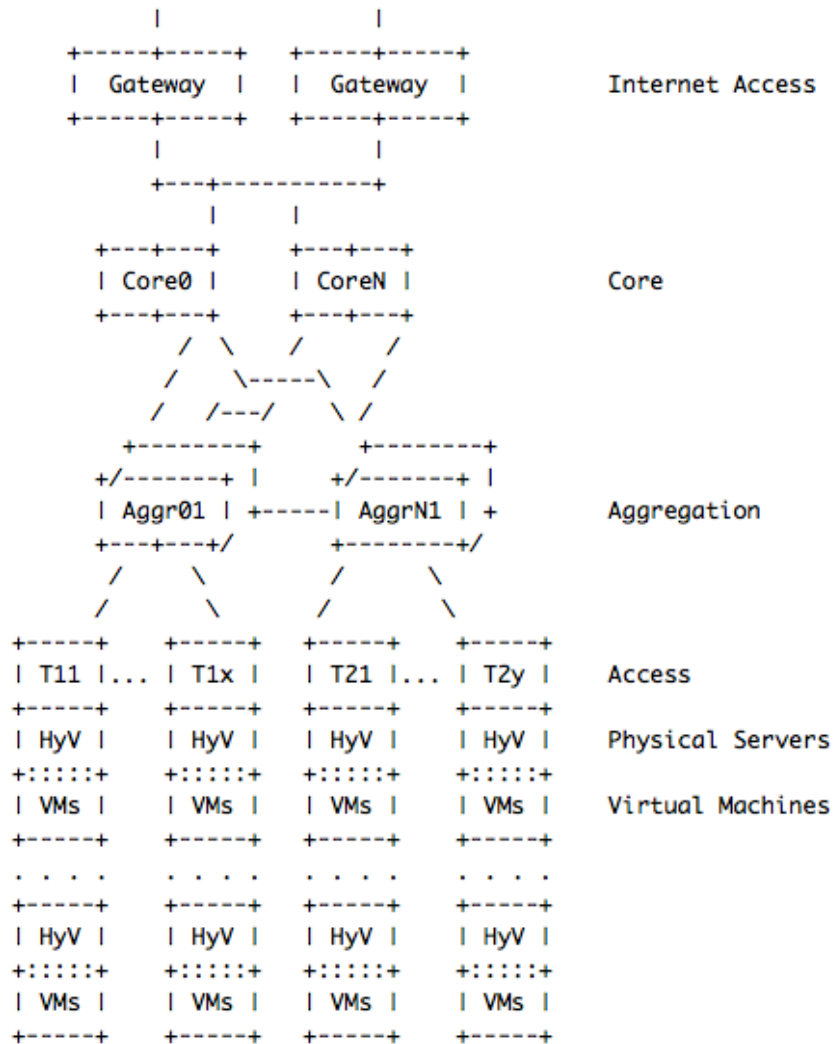 Gateway Gateway Internet Access
Core0 CoreN Core
Aggr01 AggrN1 Aggregation
T11 ... T1x T21 ... T2y Access
HyV HyV HyV HyV Physical Servers
VMs VMs VMs VMs Virtual Machines
. . . . . . . . . . . . . . . .
HyV HyV HyV HyV
VMs VMs VMs VMs